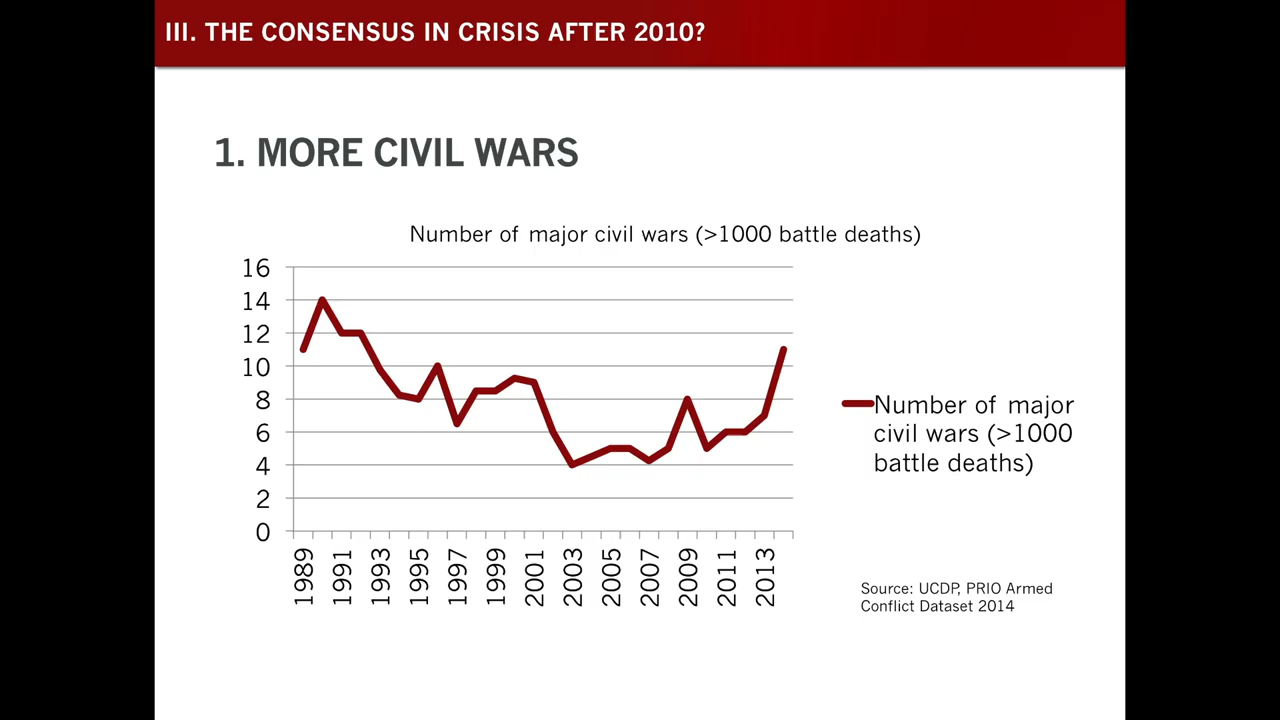 III. THE CONSENSUS IN CRISIS AFTER 2010?
1. MORE CIVIL WARS
Number of major civil wars (>1000 battle deaths)
16
14
12
10
8
6
4
2
0
1989
1991
1993
1995
1997
1999
2001
2003
2005
2007
2009
2011
2013
Number of major
civil wars (>1000
battle deaths)
Source: UCDP, PRIO Armed
Conflict Dataset 2014